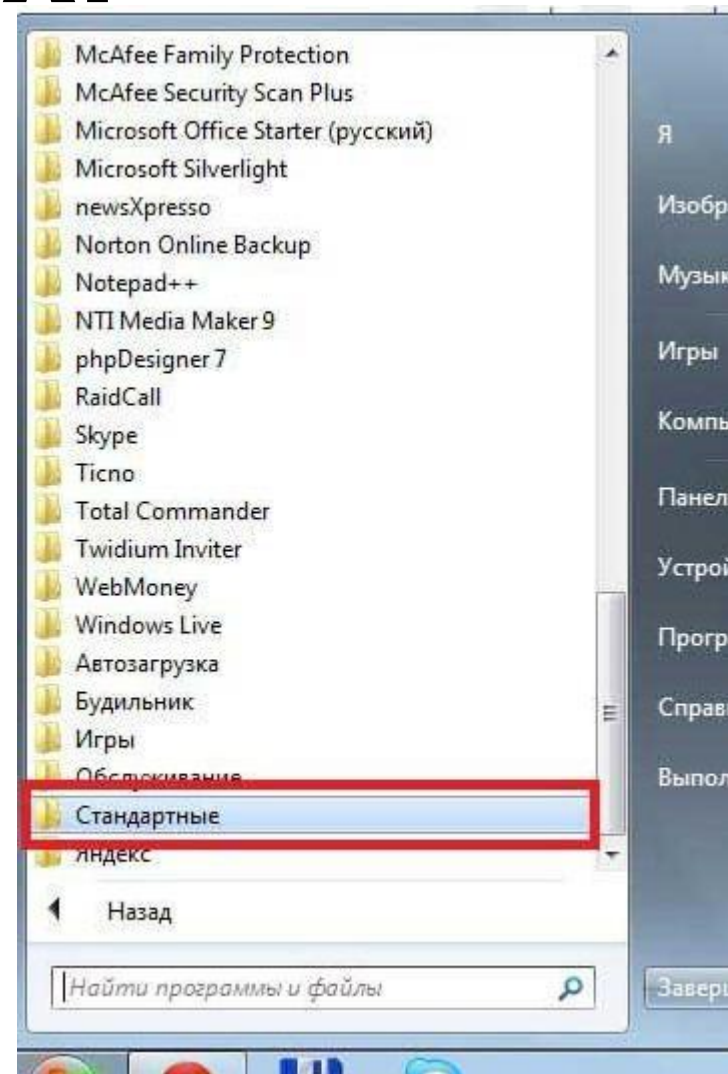 McAfee Family Protection
McAfee Security Scan Plus
Microsoft Office Starter (русский)
Microsoft Silverlight
newsXpresso
Norton Online Backup
Notepad++
NTI Media Maker 9
phpDesigner 7
RaidCall
Skype
Ticno
Total Commander
Twidium Inviter
WebMoney
Windows Live
Автозагрузка
Будильник
Игры
Обслуживание
Стандартные
Яндекс
Назад
Найти программы и файлы
Я
Изобр
Музык
Игры
Компь
Панел
Устрой
Прогр
Справ
Выпол
Завер